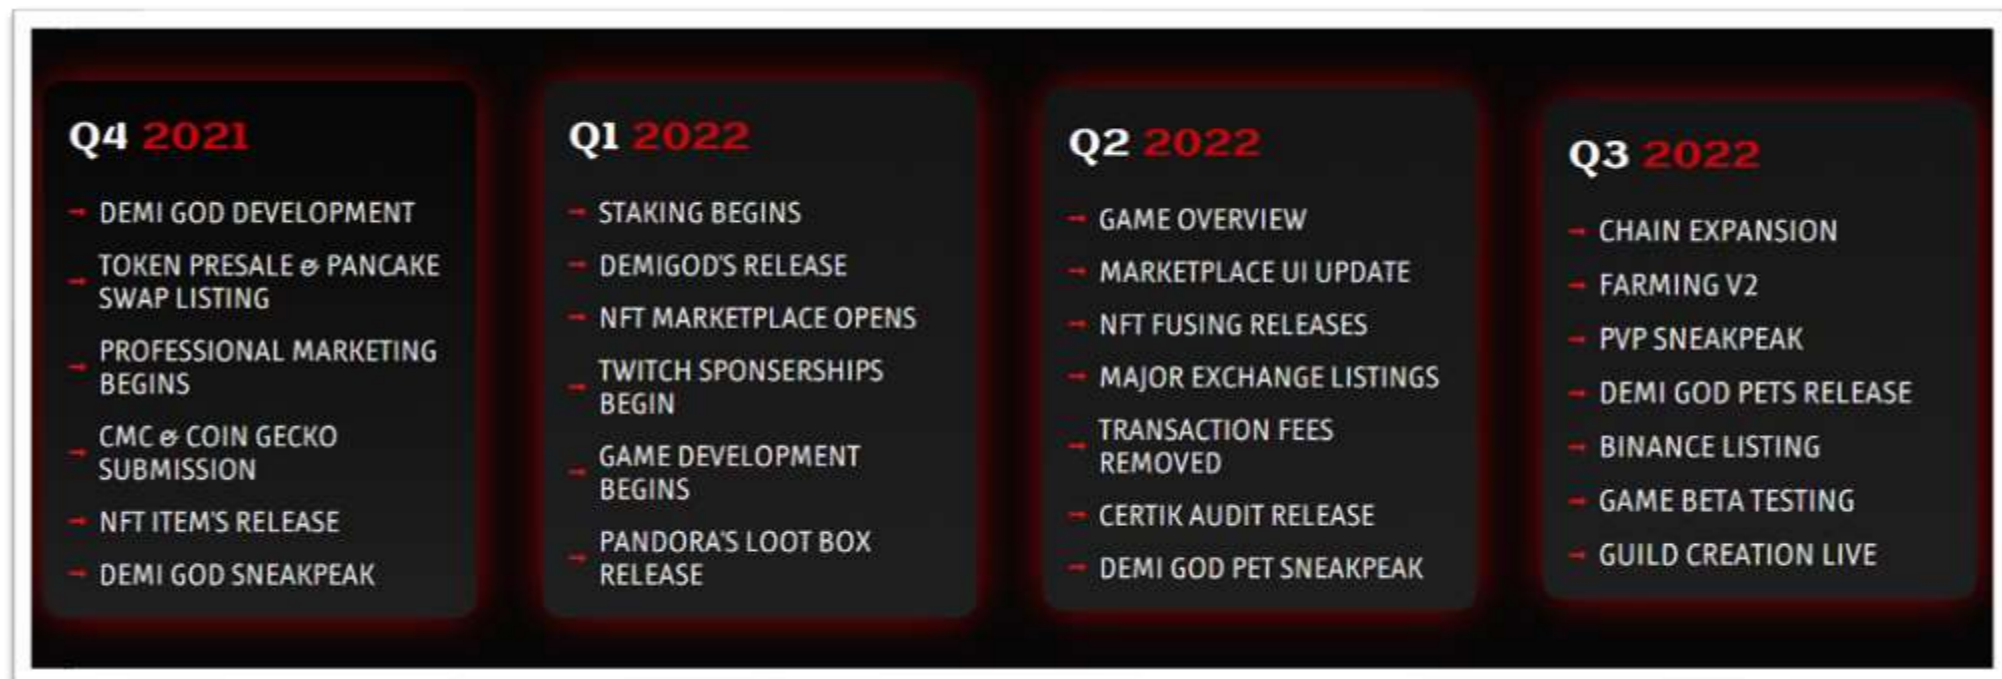 Q4 2021
DEMI GOD DEVELOPMENT
TOKEN PRESALE & PANCAKE
SWAP LISTING
PROFESSIONAL MARKETING
BEGINS
CMC & COIN GECKO
SUBMISSION
NFT ITEM'S RELEASE
DEMI GOD SNEAKPEAK
Q1 2022
STAKING BEGINS
DEMIGOD'S RELEASE
NFT MARKETPLACE OPENS
TWITCH SPONSERSHIPS
BEGIN
GAME DEVELOPMENT
BEGINS
PANDORA'S LOOT BOX
RELEASE
Q2 2022
GAME OVERVIEW
MARKETPLACE UI UPDATE
NFT FUSING RELEASES
MAJOR EXCHANGE LISTINGS
TRANSACTION FEES
REMOVED
CERTIK AUDIT RELEASE
DEMI GOD PET SNEAKPEAK
Q3 2022
CHAIN EXPANSION
FARMING V2
PVP SNEAKPEAK
DEMI GOD PETS RELEASE
BINANCE LISTING
GAME BETA TESTING
GUILD CREATION LIVE